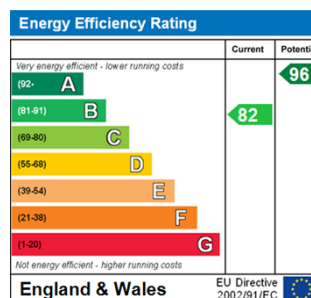 Energy Efficiency Rating
Current Potenti
Very energy efficient - lower running costs
(92- A
(81-91) B
(69-80) C
(55-68) D
(39-54) E
(21-38) F
(1-20) G
82
96
Not energy efficient - higher running costs
England & Wales
EU Directive
2002/91/EC